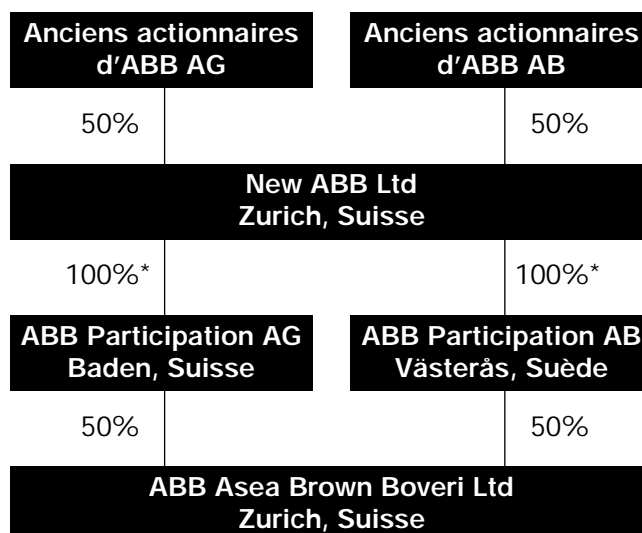 Anciens actionnaires
d'ABB AG
Anciens actionnaires
d'ABB AB
50%
50%
New ABB Ltd
Zurich, Suisse
100%*
100%*
ABB Participation AG
Baden, Suisse
ABB Participation AB
Västerås, Suède
50%
50%
ABB Asea Brown Boveri Ltd
Zurich, Suisse